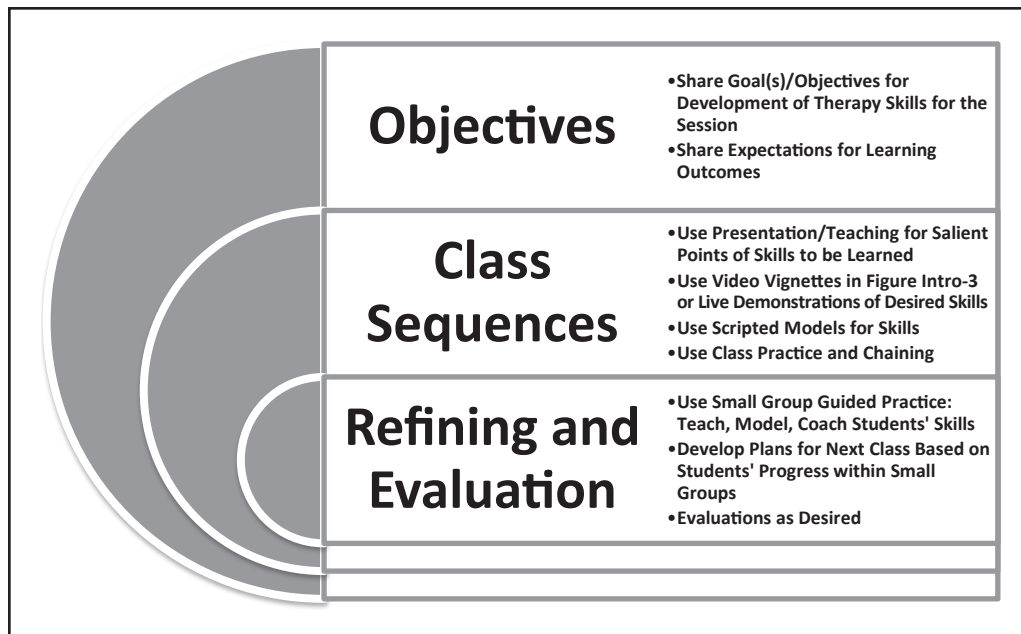 Objectives
•Share Goal(s)/Objectives for
Development of Therapy Skills for the
Session
•Share Expectations for Learning
Outcomes
Class
Sequences
•Use Presentation/Teaching for Salient
Points of Skills to be Learned
•Use Video Vignettes in Figure Intro-3
or Live Demonstrations of Desired Skills
•Use Scripted Models for Skills
•Use Class Practice and Chaining
Refining and
Evaluation
•Use Small Group Guided Practice:
Teach, Model, Coach Students' Skills
•Develop Plans for Next Class Based on
Students' Progress within Small
Groups
•Evaluations as Desired